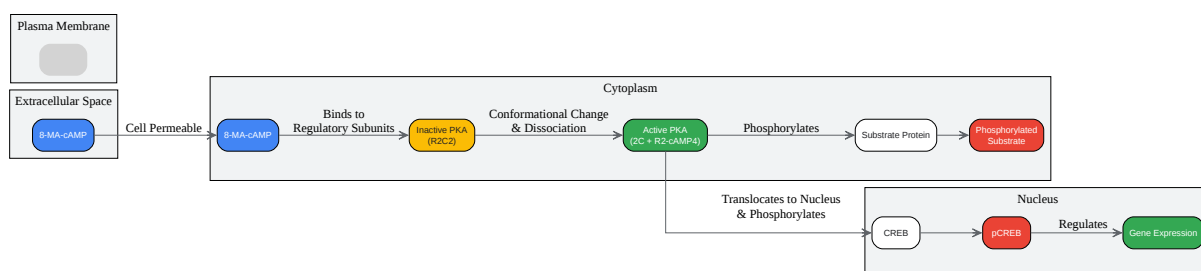 Plasma Membrane
Extracellular Space
8-MA-cAMP
Cell Permeable
Cytoplasm
8-MA-cAMP
Binds to
Regulatory Subunits
Inactive PKA
(R2C2)
Conformational Change
& Dissociation
Active PKA
(2C + R2-cAMP4)
Phosphorylates
Substrate Protein
Phosphorylated
Substrate
Translocates to Nucleus
& Phosphorylates
Nucleus
CREB
pCREB
Regulates
Gene Expression